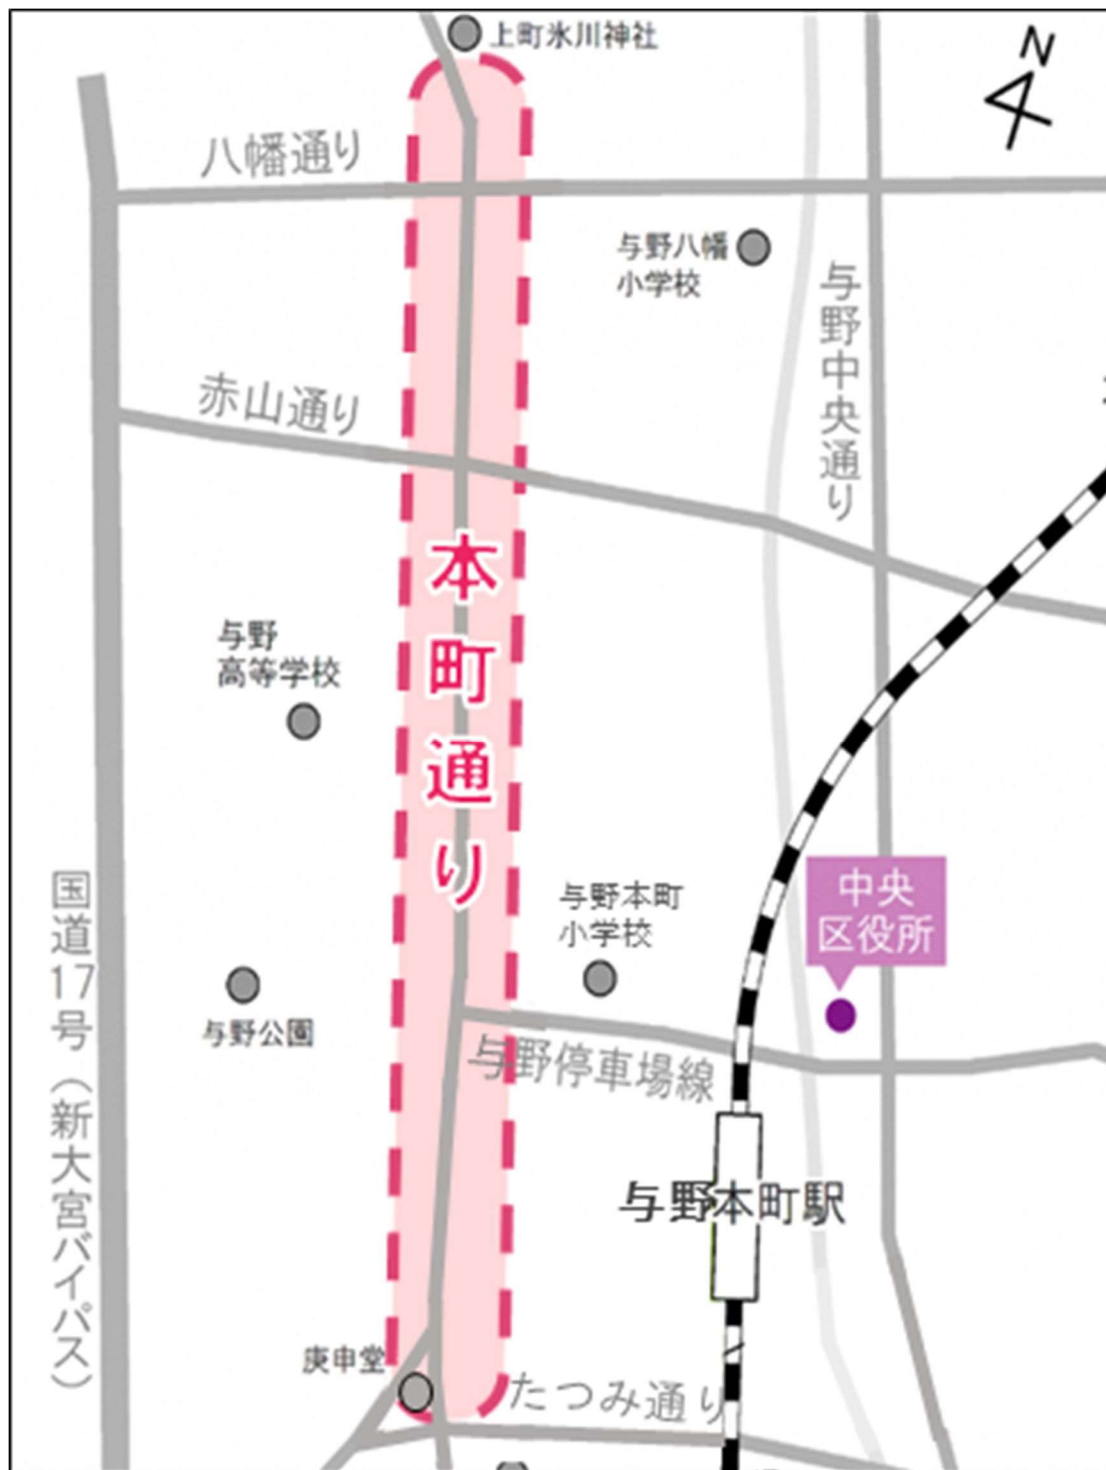 上町氷川神社
N
八幡通り
与野八幡
小学校
与野中央通り
赤山通り
本町通り
与野
高等学校
中央
区役所
与野本町
小学校
国道17号（新大宮バイパス）
与野公園
与野停車場線
与野本町駅
庚申堂
たつみ通り